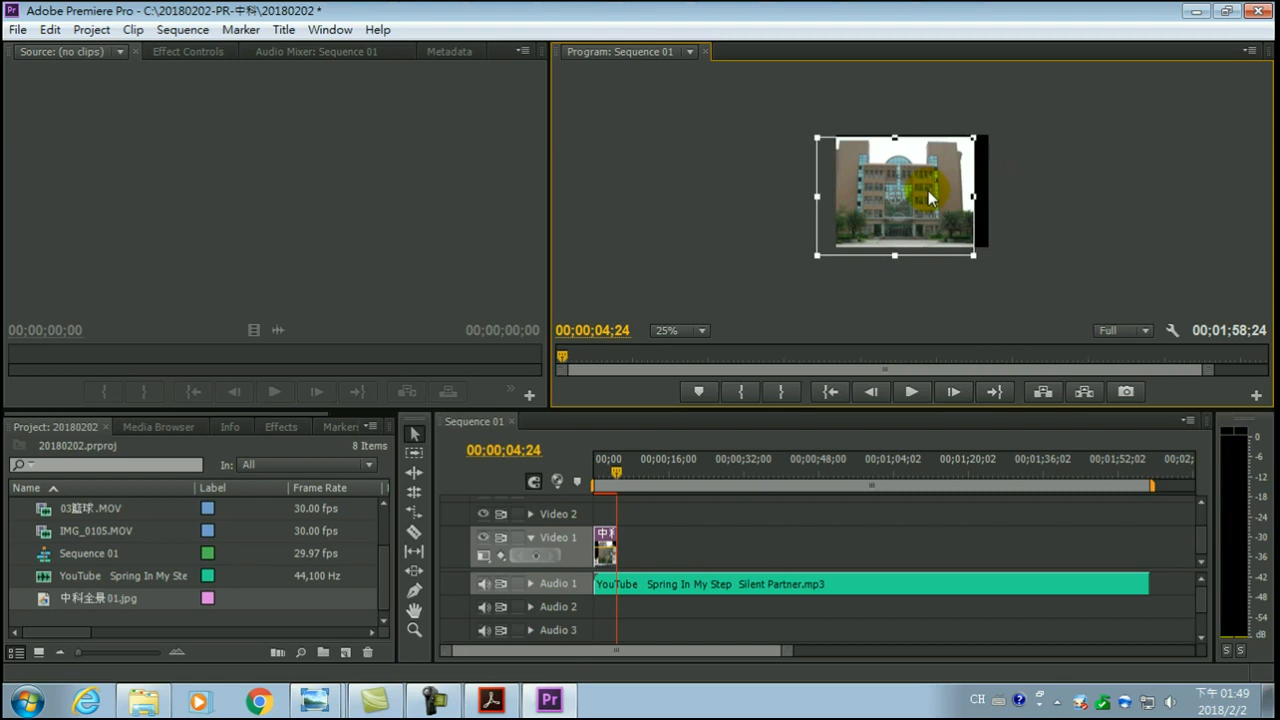 Adobe Premiere Pro - C:\20180202-PR-中科\20180202 *
File Edit Project Clip Sequence Marker Title Window Help
Source: (no clips) Effect Controls Audio Mixer: Sequence 01 Metadata
Program: Sequence 01
00;00;00;00 00;00;00;00
00;00;04;24 25% Full 00;01;58;24
Project: 20180202 Media Browser Info Effects Markers
20180202.prproj 8 Items
In: All
Name Label Frame Rate
03籃球.MOV 30.00 fps
IMG_0105.MOV 30.00 fps
Sequence 01 29.97 fps
YouTube Spring In My Ste 44,100 Hz
中科全景01.jpg
Sequence 01
00;00;04;24
00;00 00;00;16;00 00;00;32;00 00;00;48;00 00;01;04;02 00;01;20;02 00;01;36;02 00;01;52;02 00;02;
Video 2
Video 1 中科
Audio 1 YouTube Spring In My Step Silent Partner.mp3
Audio 2
Audio 3
0
-6
-12
-18
-24
-30
-36
-42
-48
-54
dB
S S
CH
下午 01:49
2018/2/2